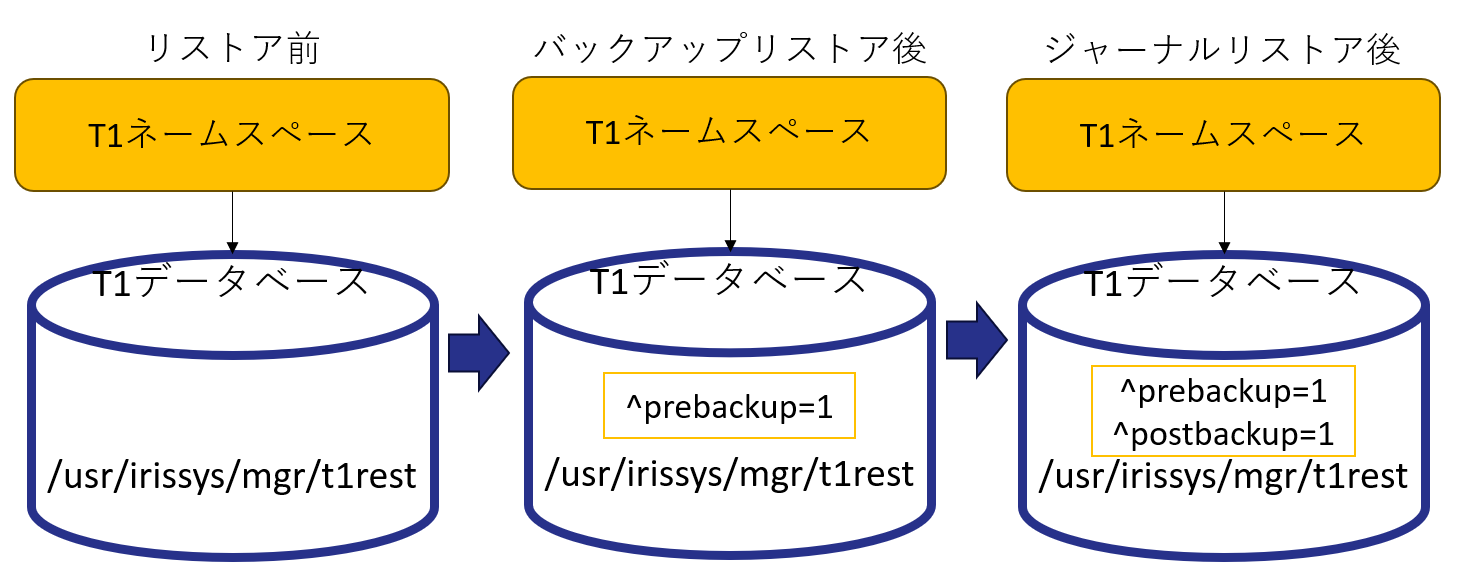 リストア前
T1ネームスペース
T1データベース
/usr/irissys/mgr/t1rest
バックアップリストア後
T1ネームスペース
T1データベース
^prebackup=1
/usr/irissys/mgr/t1rest
ジャーナルリストア後
T1ネームスペース
T1データベース
^prebackup=1
^postbackup=1
/usr/irissys/mgr/t1rest